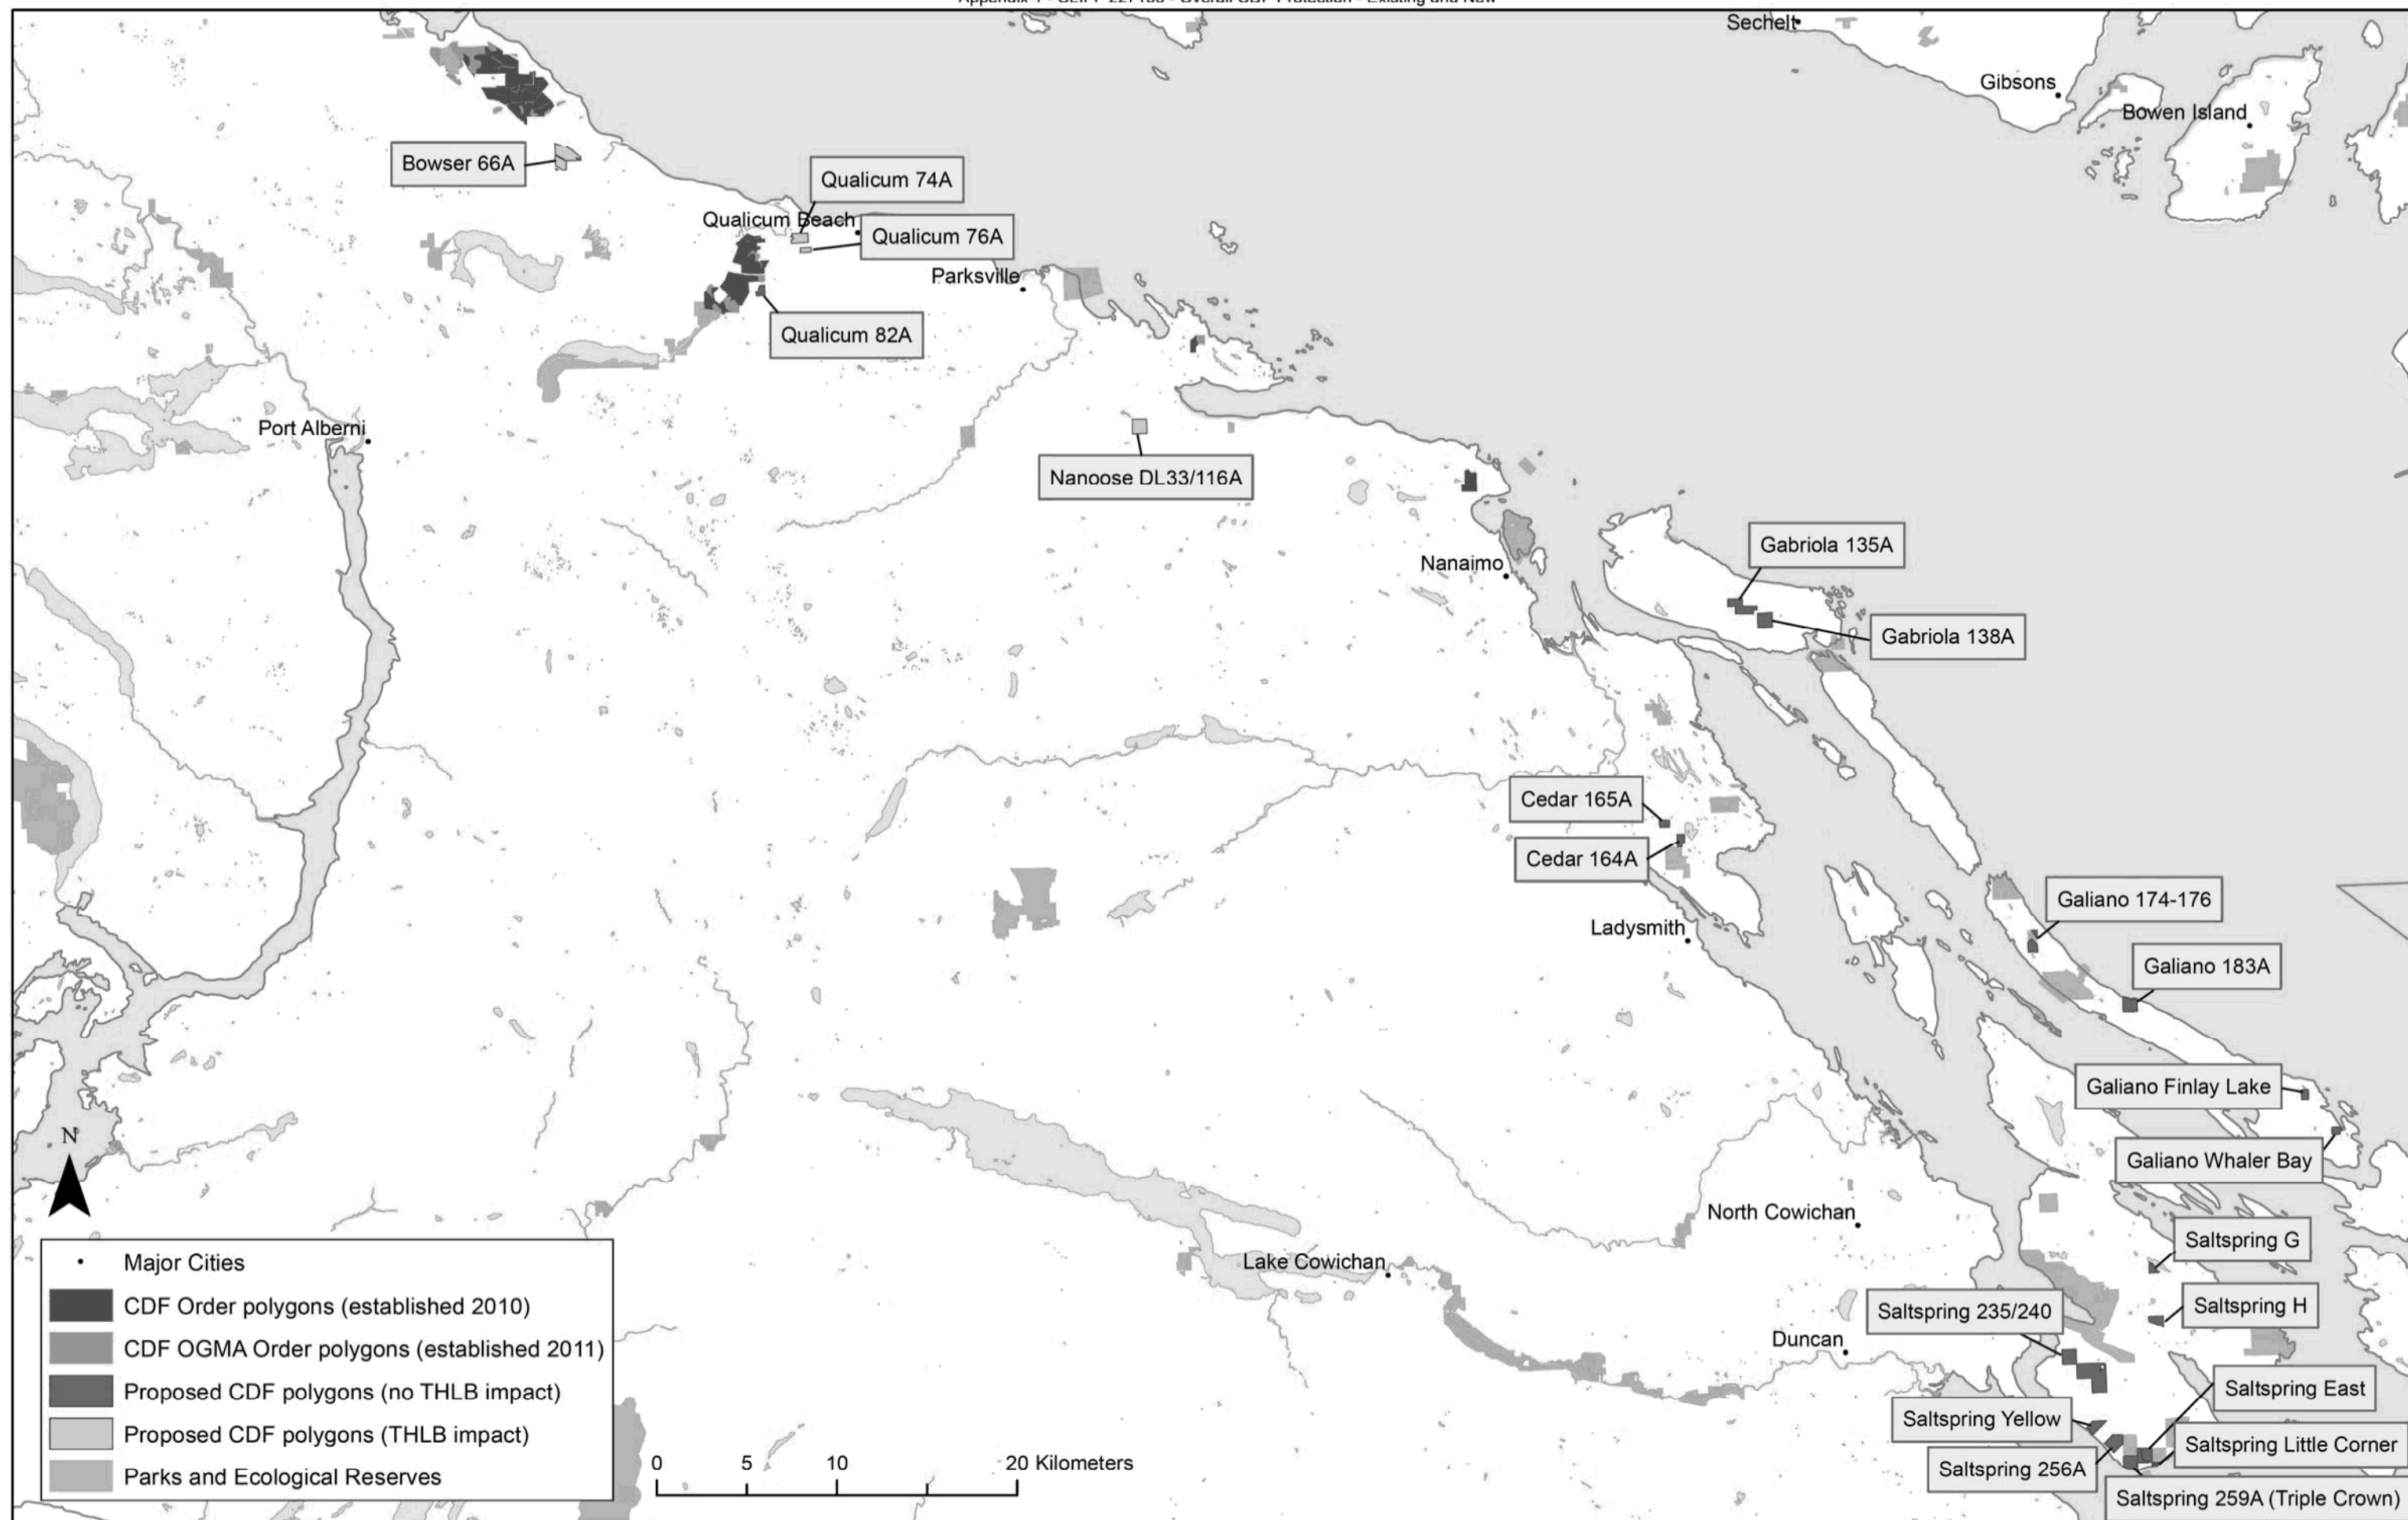 Sechelt
Gibsons
Bowen Island
Bowser 66A
Qualicum 74A
Qualicum Beach
Qualicum 76A
Parksville
Qualicum 82A
Port Alberni
Nanoose DL33/116A
Gabriola 135A
Nanaimo
Gabriola 138A
Cedar 165A
Cedar 164A
Galiano 174-176
Ladysmith
Galiano 183A
Galiano Finlay Lake
N
Galiano Whaler Bay
North Cowichan
Saltspring G
Lake Cowichan
Saltspring H
Saltspring 235/240
Duncan
Saltspring East
Saltspring Yellow
Saltspring Little Corner
Saltspring 256A
Saltspring 259A (Triple Crown)
Major Cities
CDF Order polygons (established 2010)
CDF OGMA Order polygons (established 2011)
Proposed CDF polygons (no THLB impact)
Proposed CDF polygons (THLB impact)
Parks and Ecological Reserves
0 5 10 20 Kilometers